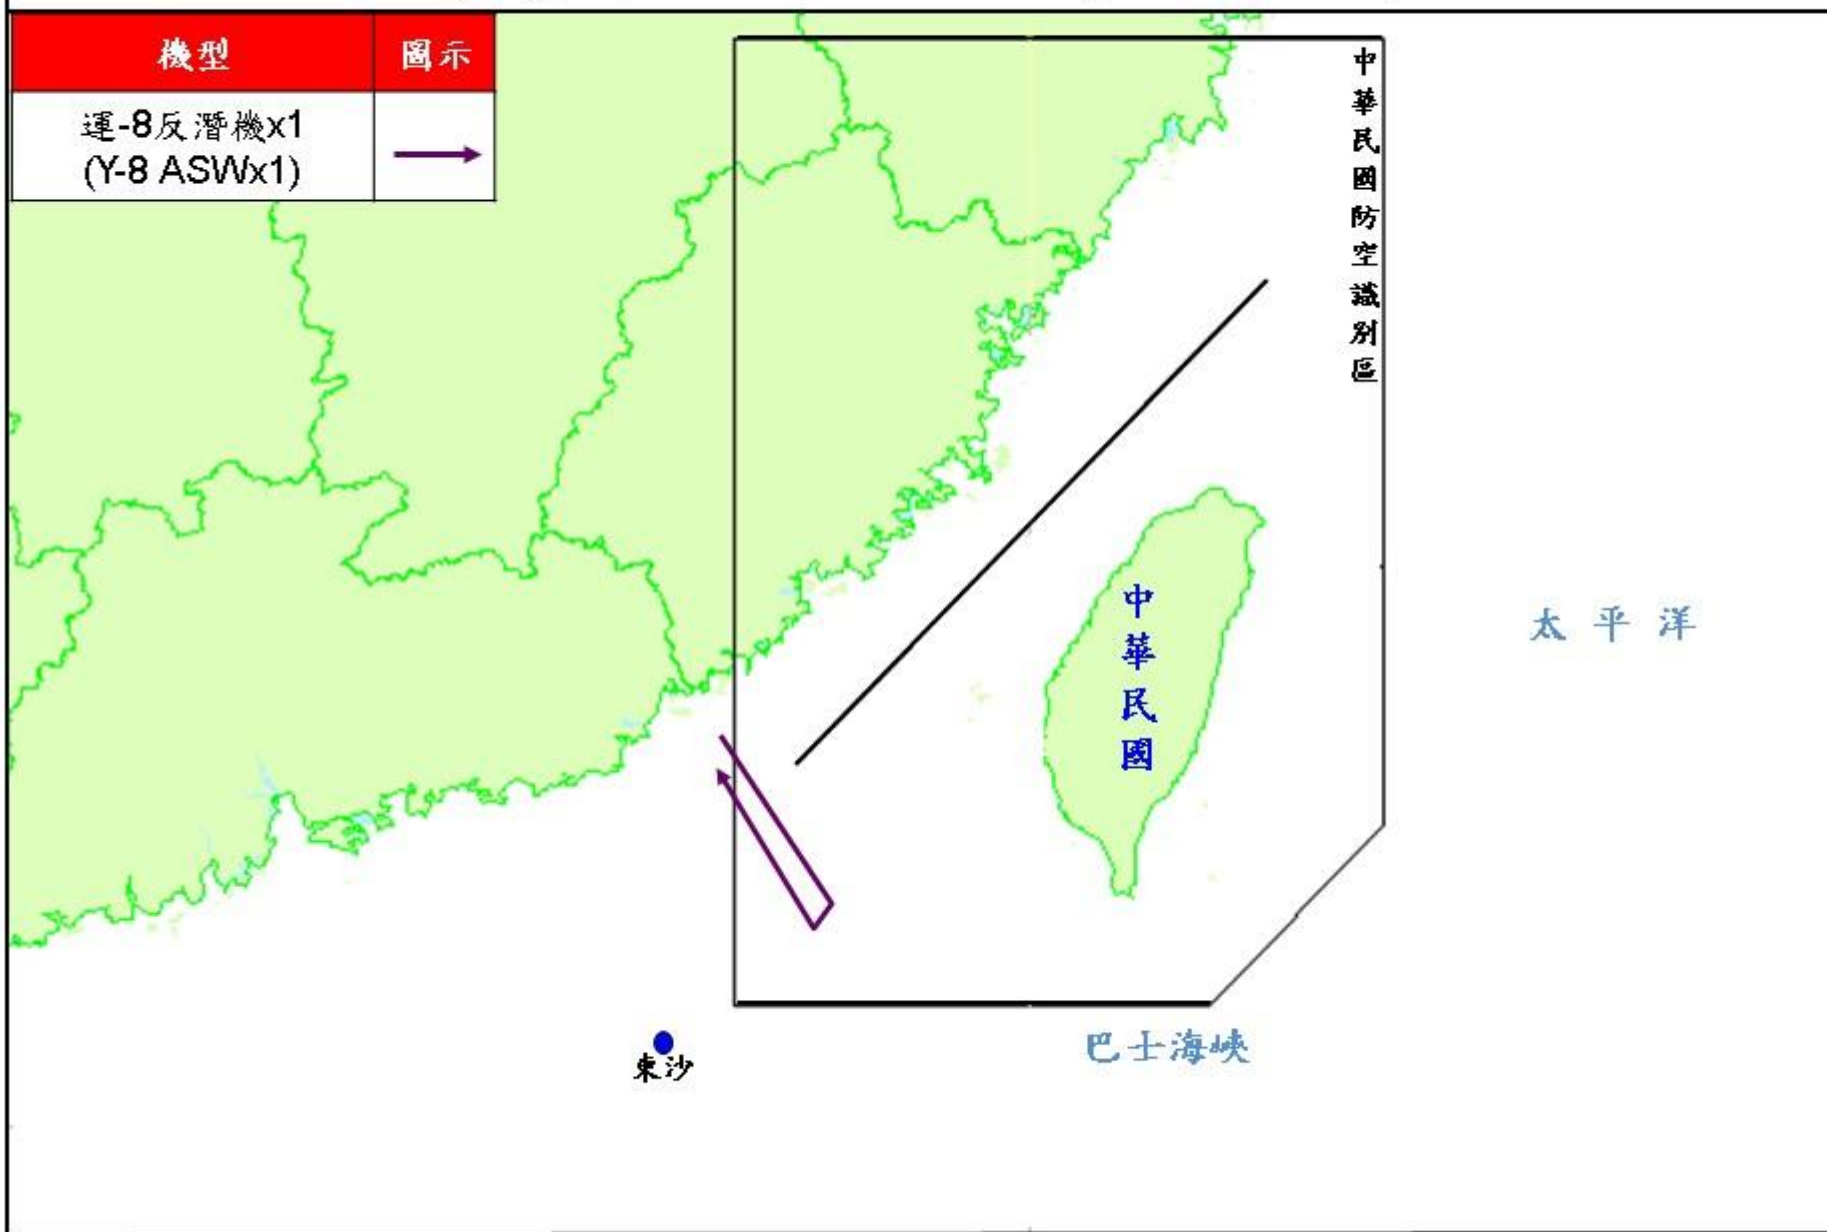 機型 圖示
運-8反潛機x1
(Y-8 ASWx1)
中華民國防空識別區
中華民國
太平洋
巴士海峽
東沙